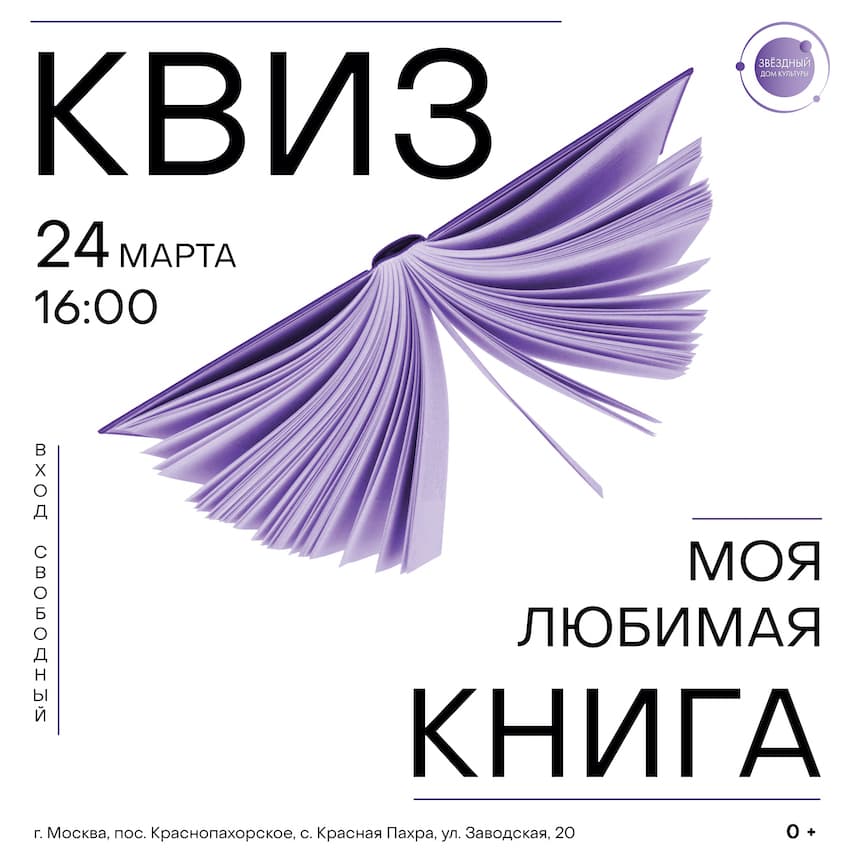 КВИЗ
ЗВЁЗДНЫЙ
ДОМ КУЛЬТУРЫ
24 МАРТА
16:00
ВХОД СВОБОДНЫЙ
МОЯ
ЛЮБИМАЯ
КНИГА
г. Москва, пос. Краснопахорское, с. Красная Пахра, ул. Заводская, 20
0 +